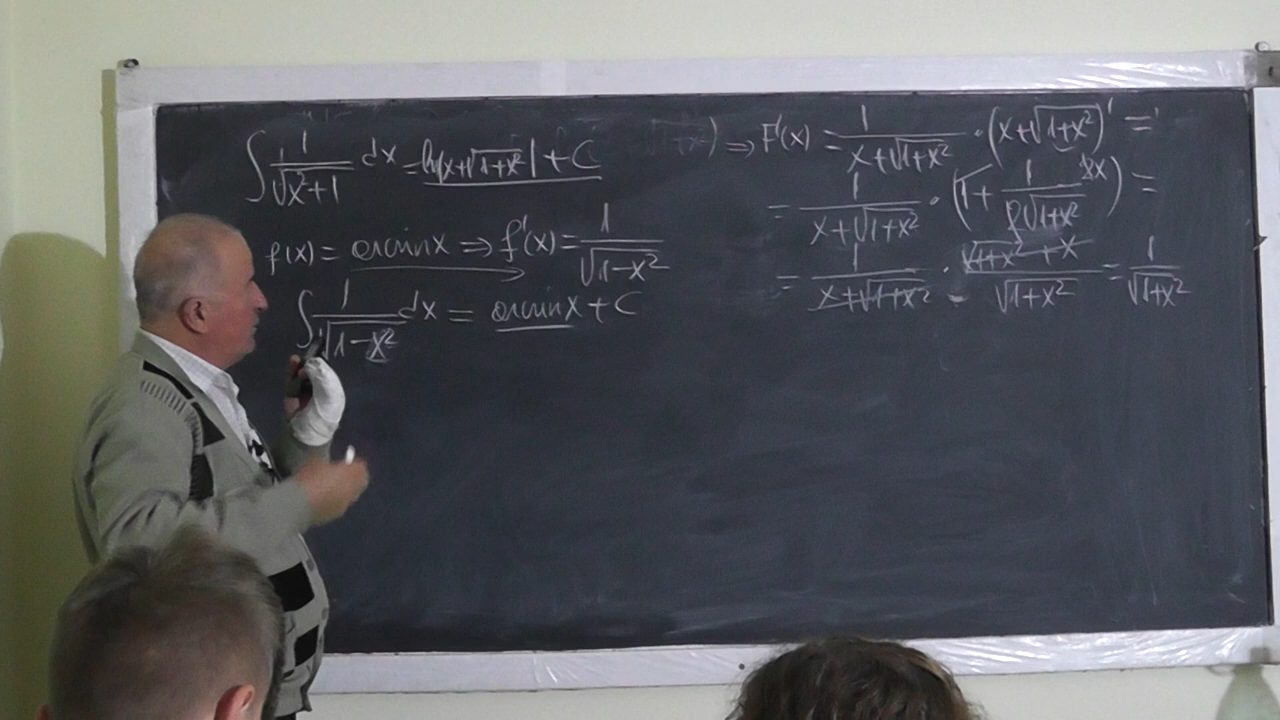 ∫ 1/√(x²+1) dx = ln|x+√(1+x²)| + C
f(x) = arcsin x ⇒ f'(x) = 1/√(1-x²)
∫ 1/√(1-x²) dx = arcsin x + C
) ⇒ F'(x) = 1/(x+√(1+x²)) · (x+√(1+x²))' =
= 1/(x+√(1+x²)) · (1 + 1/(2√(1+x²)) 2x) =
= 1/(x+√(1+x²)) · (√(1+x²) + x)/√(1+x²) = 1/√(1+x²)